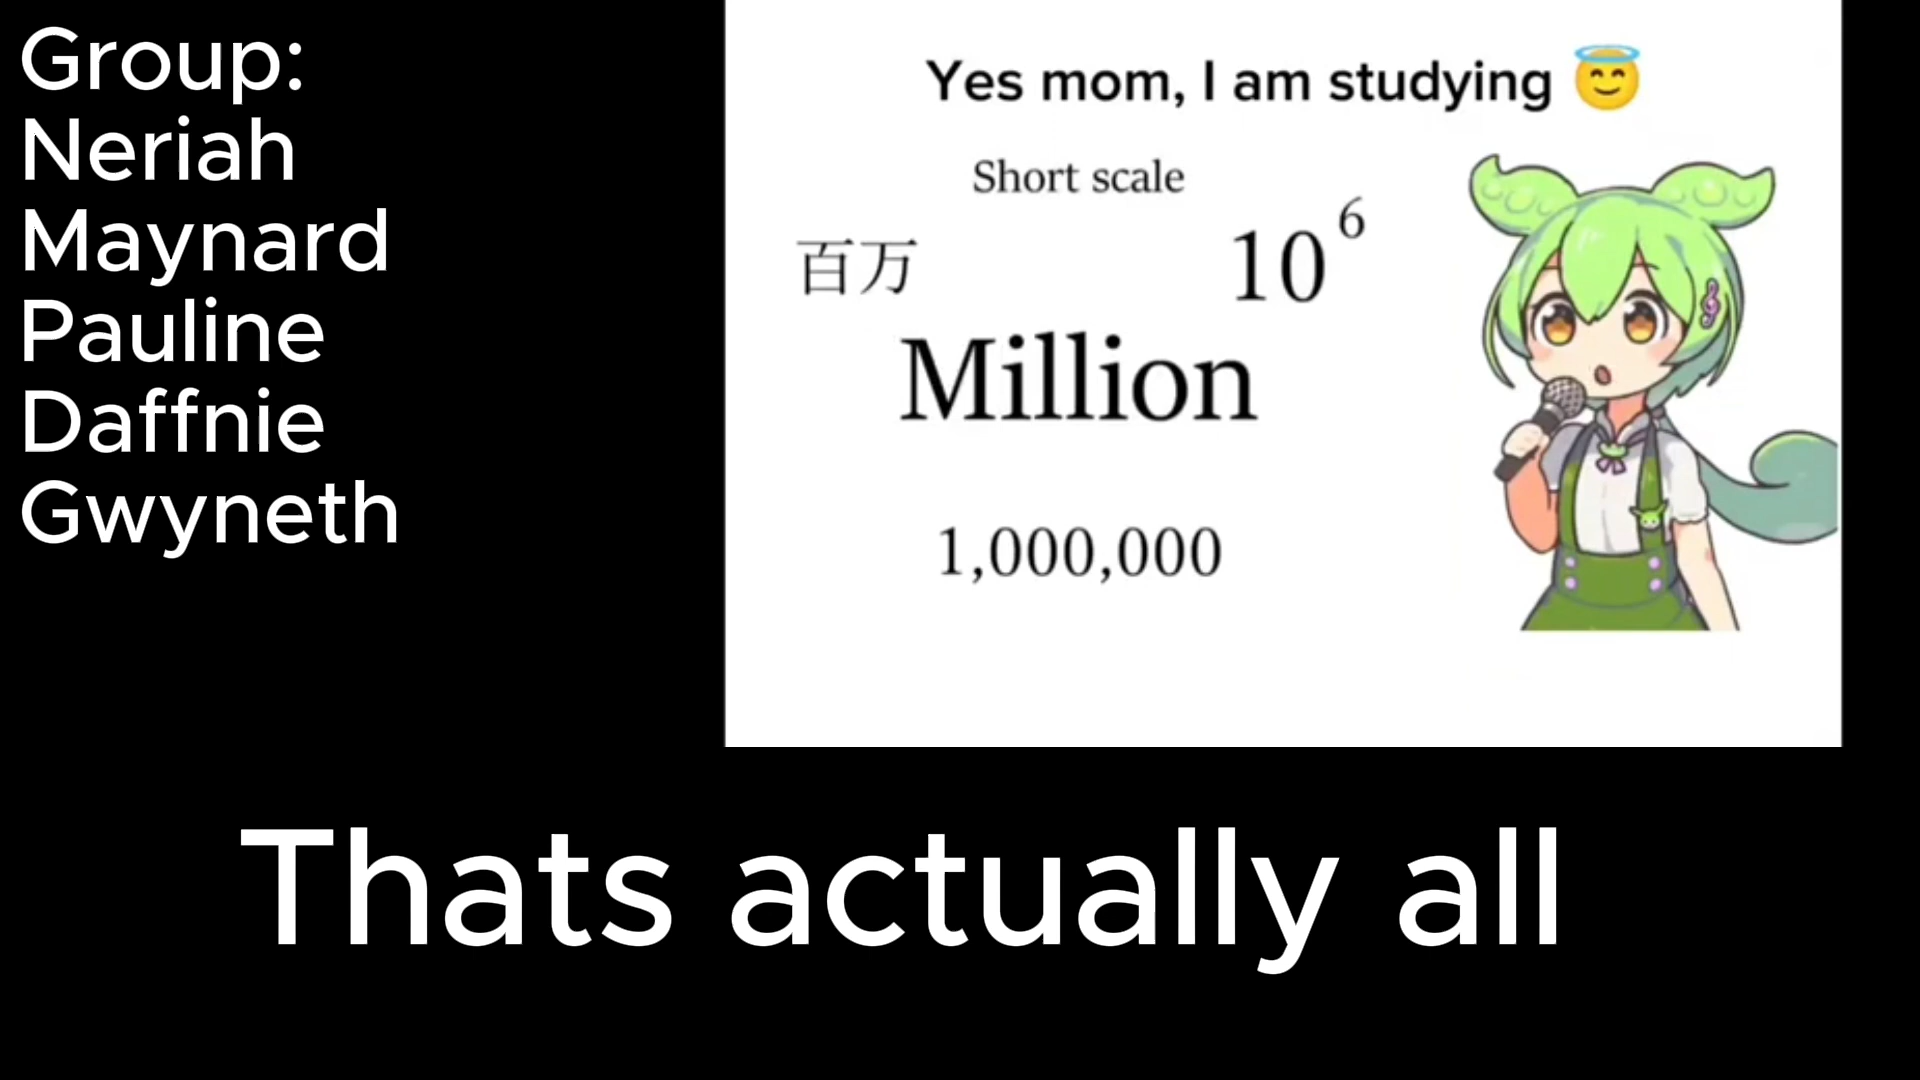 Group:
Neriah
Maynard
Pauline
Daffnie
Gwyneth
Yes mom, I am studying 😇
Short scale
百万
10⁶
Million
1,000,000
Thats actually all